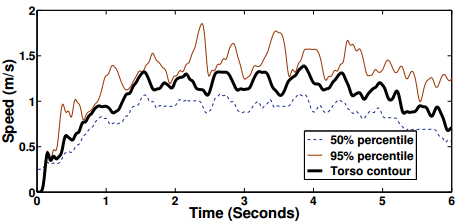 2
1.5
1
0.5
0
0 1 2 3 4 5 6
Speed (m/s)
Time (Seconds)
50% percentile
95% percentile
Torso contour